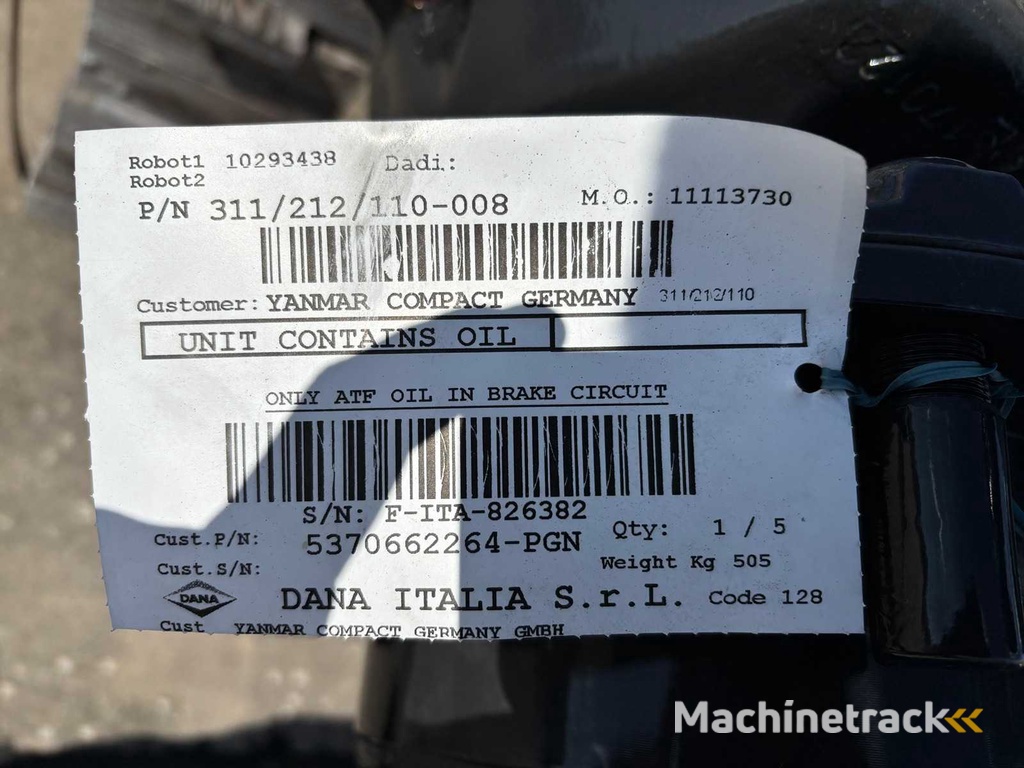 Robot1 10293438 Dadi.:
Robot2
P/N 311/212/110-008 M.O.: 11113730
Customer: YANMAR COMPACT GERMANY 311/212/110
UNIT CONTAINS OIL
ONLY ATF OIL IN BRAKE CIRCUIT
S/N: F-ITA-826382
Cust.P/N: 5370662264-PGN Qty: 1 / 5
Cust.S/N: Weight Kg 505
DANA DANA ITALIA S.r.L. Code 128
Cust YANMAR COMPACT GERMANY GMBH
Machinetrack